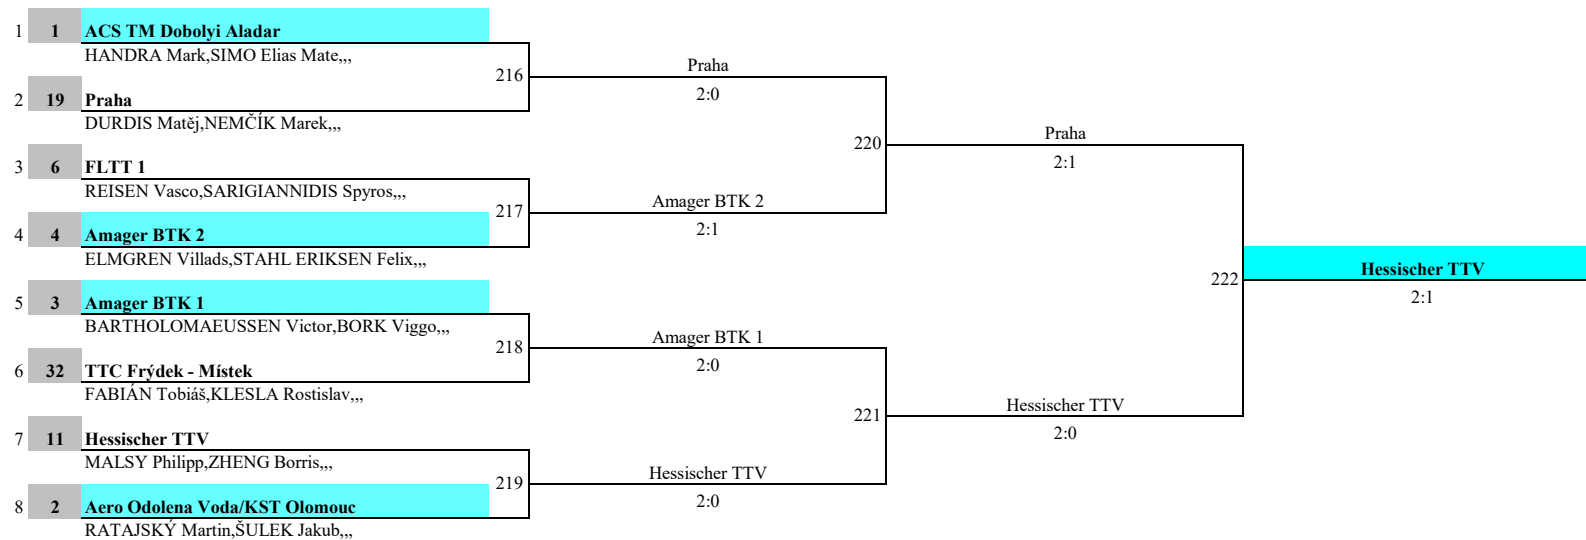 1 1 ACS TM Dobolyi Aladar
HANDRA Mark,SIMO Elias Mate,,,
216 Praha
2:0
2 19 Praha
DURDIS Matěj,NEMČÍK Marek,,,
220 Praha
2:1
3 6 FLTT 1
REISEN Vasco,SARIGIANNIDIS Spyros,,,
217 Amager BTK 2
2:1
4 4 Amager BTK 2
ELMGREN Villads,STAHL ERIKSEN Felix,,,
222 Hessischer TTV
2:1
5 3 Amager BTK 1
BARTHOLOMAEUSSEN Victor,BORK Viggo,,,
218 Amager BTK 1
2:0
6 32 TTC Frýdek - Místek
FABIÁN Tobiáš,KLESLA Rostislav,,,
221 Hessischer TTV
2:0
7 11 Hessischer TTV
MALSY Philipp,ZHENG Borris,,,
219 Hessischer TTV
2:0
8 2 Aero Odolena Voda/KST Olomouc
RATAJSKÝ Martin,ŠULEK Jakub,,,